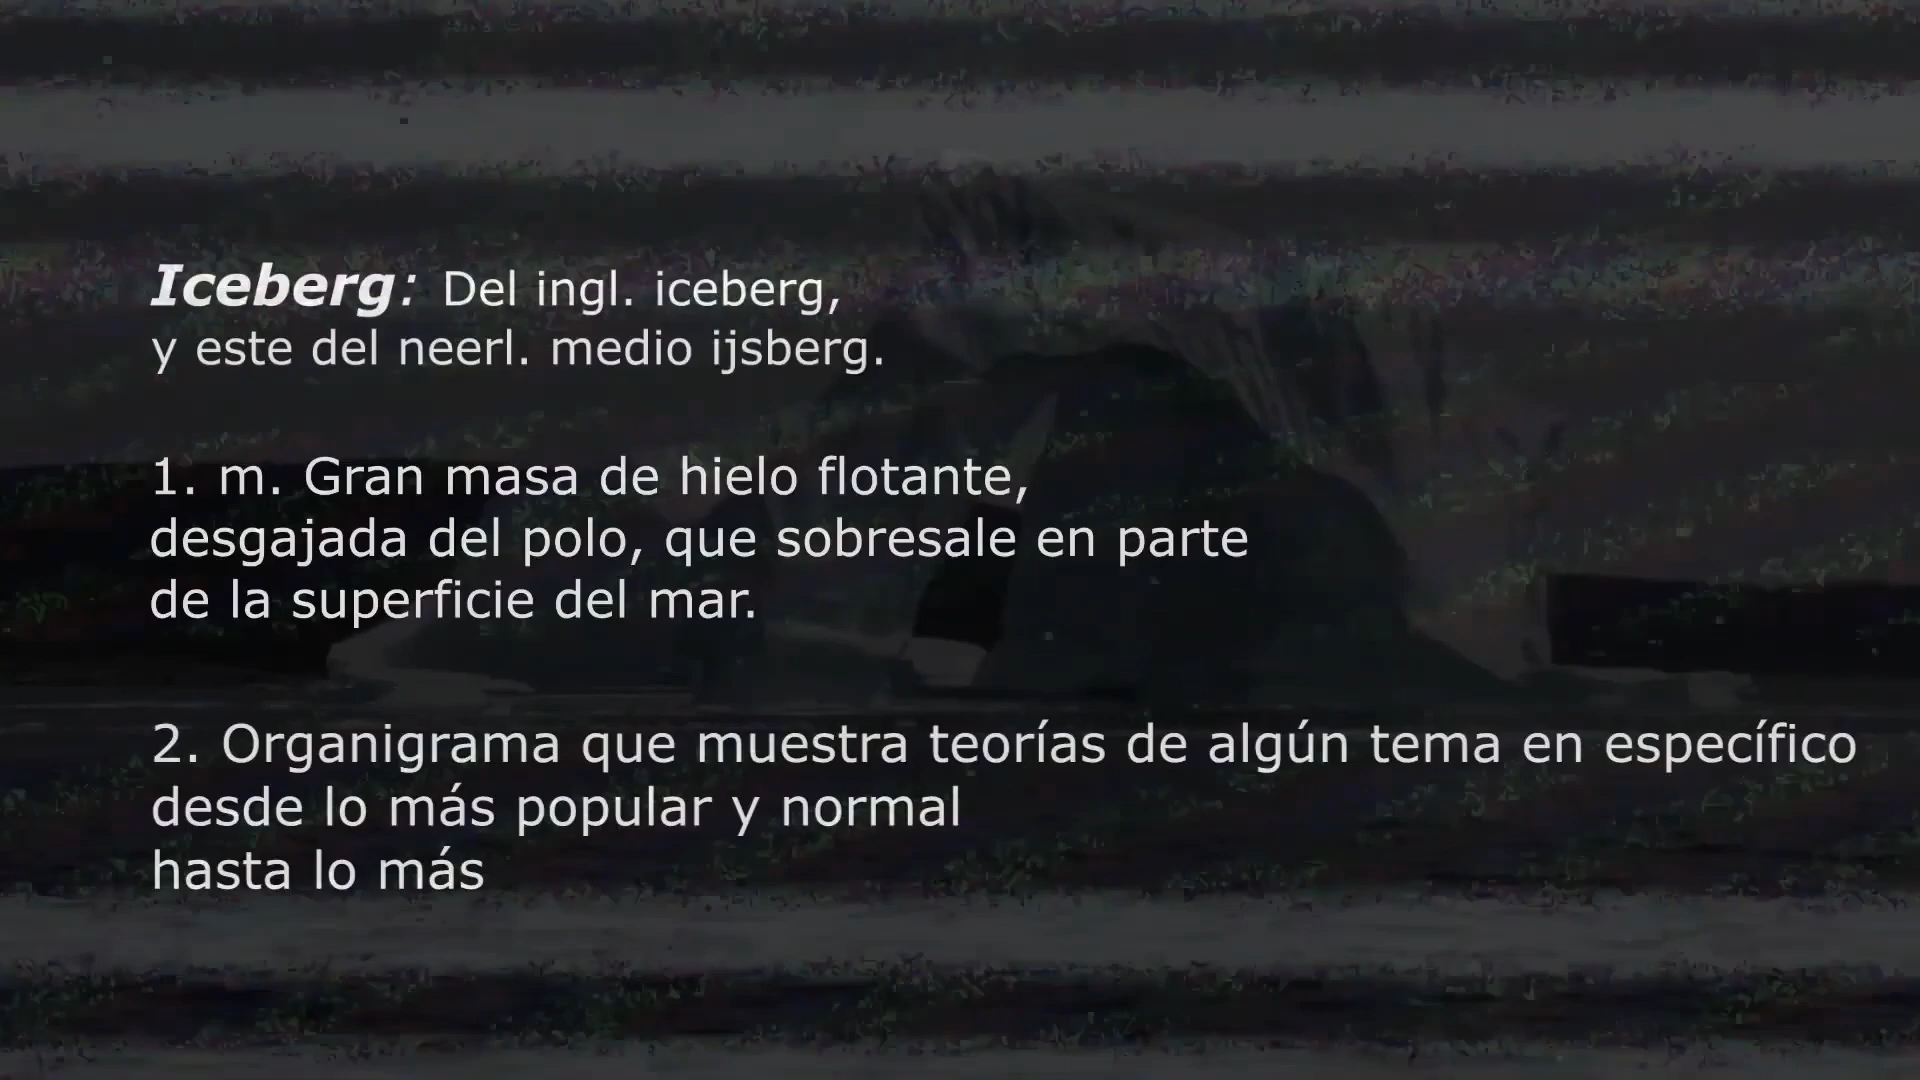 Iceberg: Del ingl. iceberg,
y este del neerl. medio ijsberg.
1. m. Gran masa de hielo flotante,
desgajada del polo, que sobresale en parte
de la superficie del mar.
2. Organigrama que muestra teorías de algún tema en específico
desde lo más popular y normal
hasta lo más